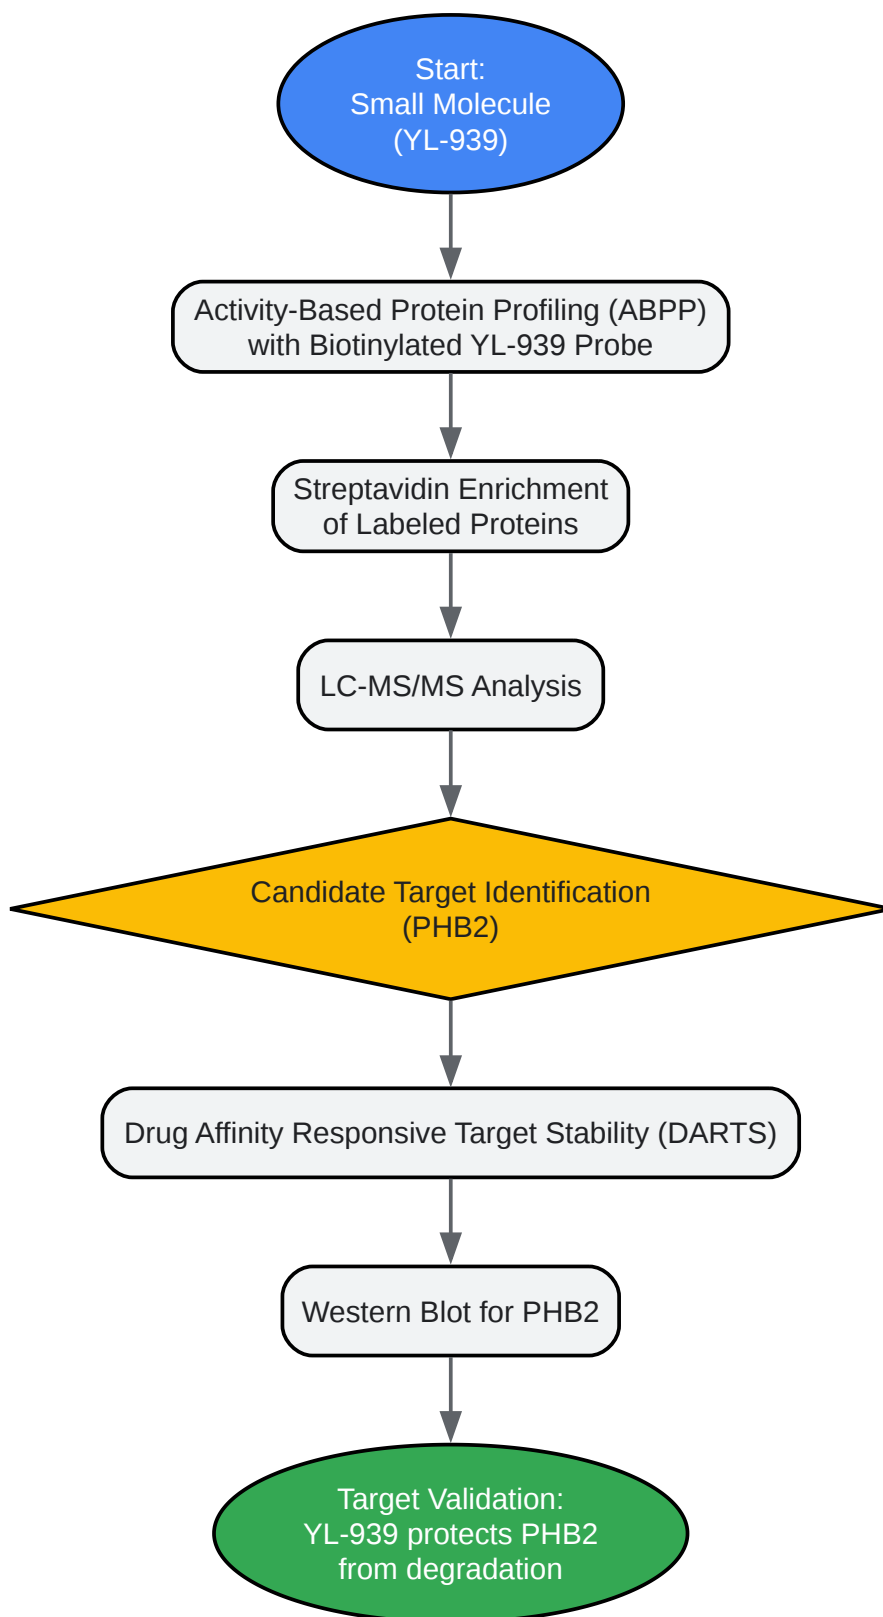 Start:
Small Molecule
(YL-939)
Activity-Based Protein Profiling (ABPP)
with Biotinylated YL-939 Probe
Streptavidin Enrichment
of Labeled Proteins
LC-MS/MS Analysis
Candidate Target Identification
(PHB2)
Drug Affinity Responsive Target Stability (DARTS)
Western Blot for PHB2
Target Validation:
YL-939 protects PHB2
from degradation